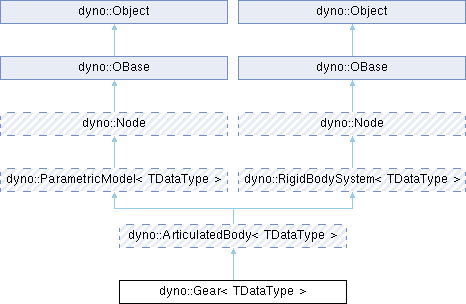 dyno::Object
dyno::Object
dyno::OBase
dyno::OBase
dyno::Node
dyno::Node
dyno::ParametricModel< TDataType >
dyno::RigidBodySystem< TDataType >
dyno::ArticulatedBody< TDataType >
dyno::Gear< TDataType >